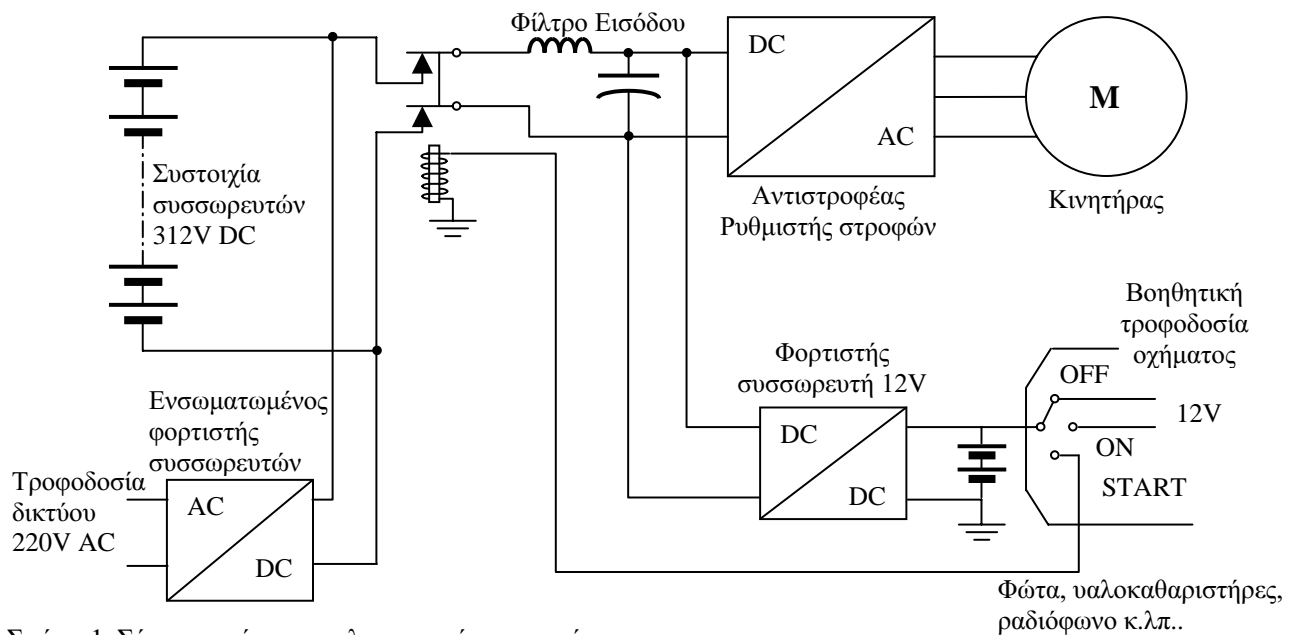 Φίλτρο Εισόδου
DC
AC
M
Συστοιχία
συσσωρευτών
312V DC
Αντιστροφέας
Ρυθμιστής στροφών
Κινητήρας
Βοηθητική
τροφοδοσία
οχήματος
Φορτιστής
συσσωρευτή 12V
OFF
12V
ON
START
DC
DC
Ενσωματωμένος
φορτιστής
συσσωρευτών
Τροφοδοσία
δικτύου
220V AC
AC
DC
Φώτα, υαλοκαθαριστήρες,
ραδιόφωνο κ.λπ..